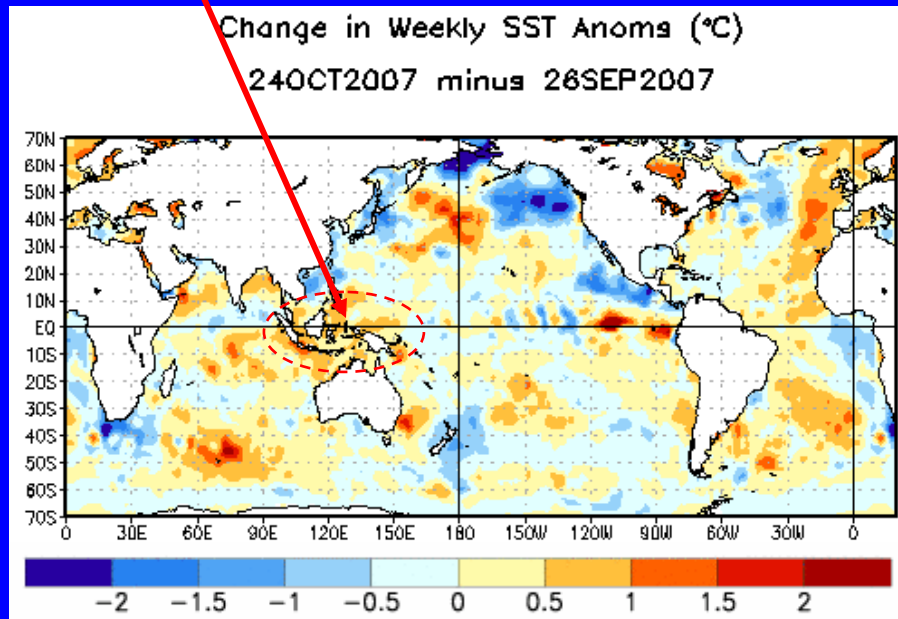 Change in Weekly SST Anoms (°C)
24OCT2007 minus 26SEP2007
70N
60N
50N
40N
30N
20N
10N
EQ
10S
20S
30S
40S
50S
60S
70S
0 30E 60E 90E 120E 150E 180 150W 120W 90W 60W 30W 0
-2 -1.5 -1 -0.5 0 0.5 1 1.5 2